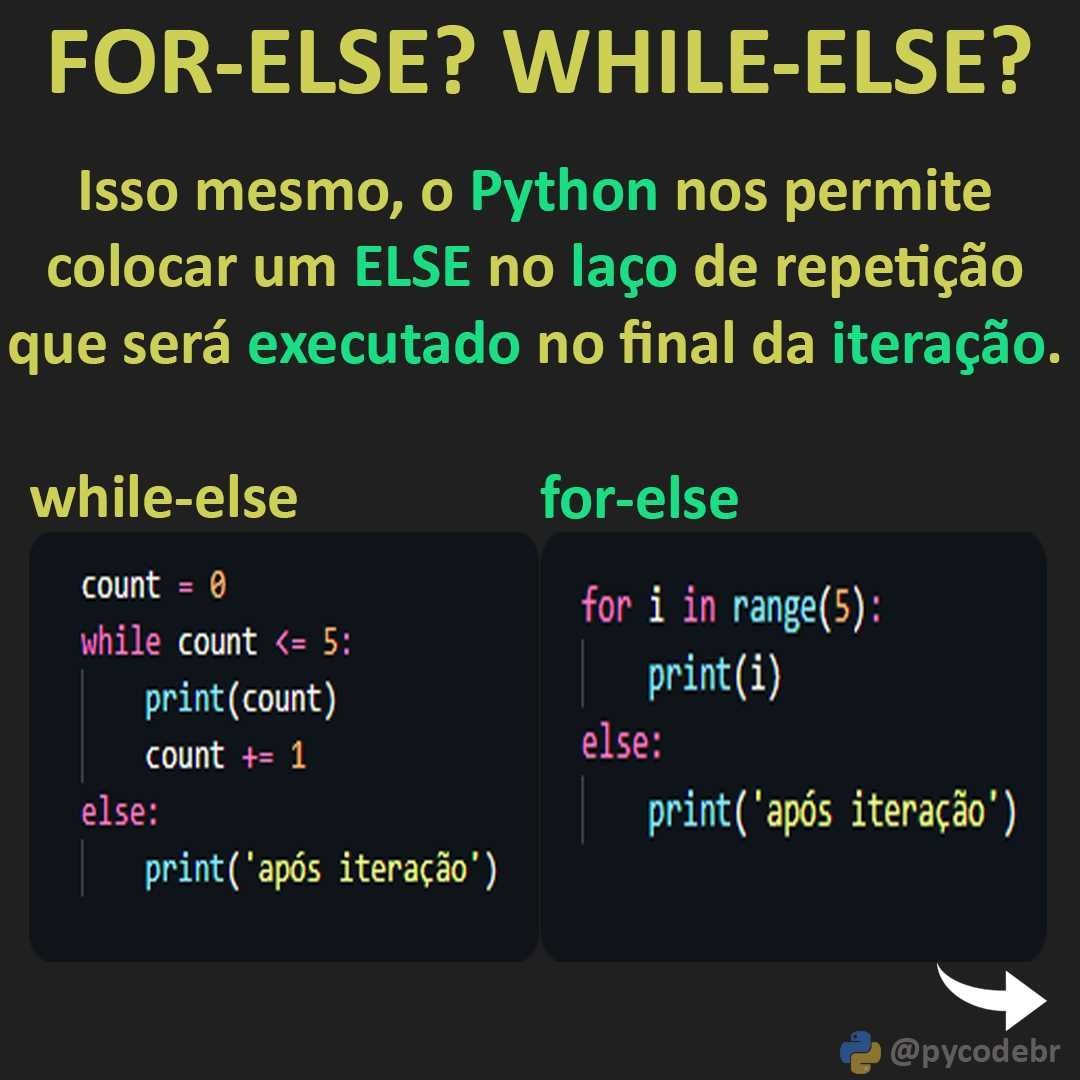 FOR-ELSE? WHILE-ELSE?
Isso mesmo, o Python nos permite
colocar um ELSE no laço de repetição
que será executado no final da iteração.
while-else
count = 0
while count <= 5:
    print(count)
    count += 1
else:
    print('após iteração')
for-else
for i in range(5):
    print(i)
else:
    print('após iteração')
@pycodebr